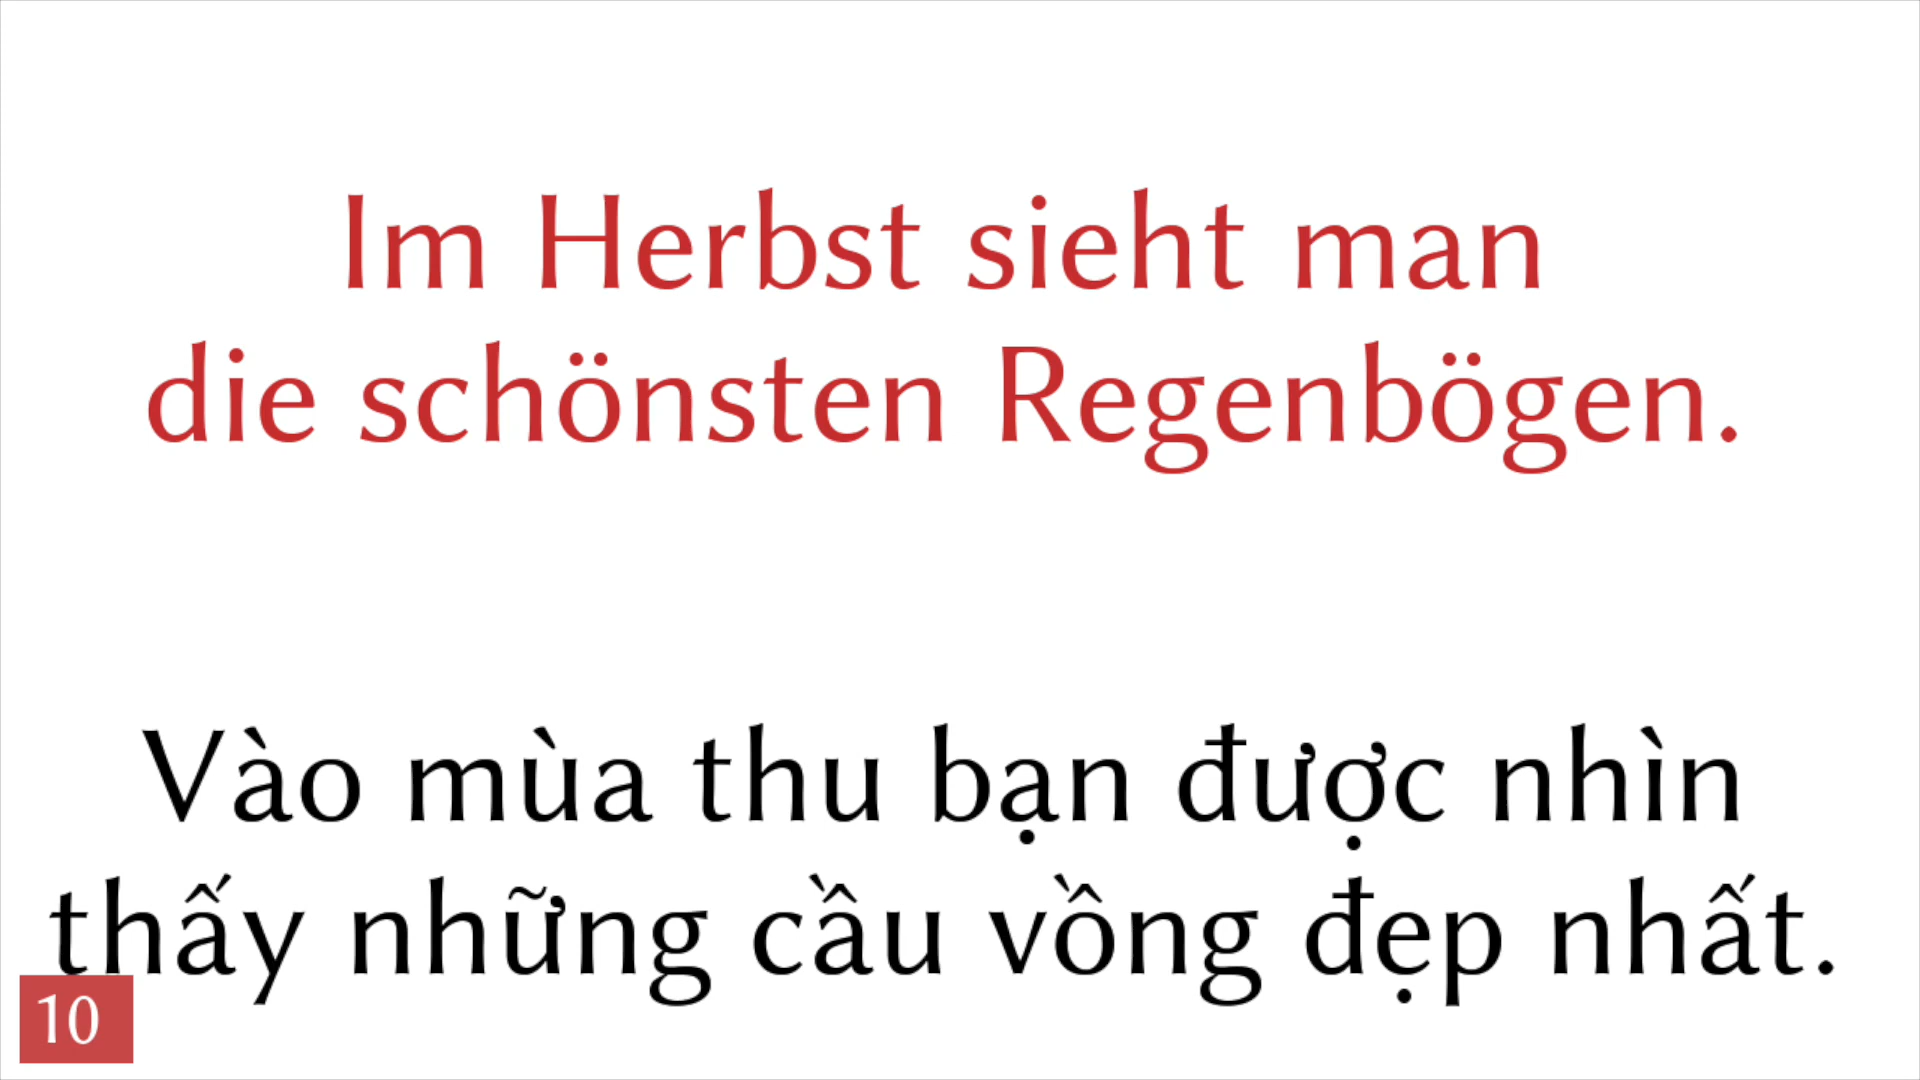 Im Herbst sieht man
die schönsten Regenbögen.
Vào mùa thu bạn được nhìn
thấy những cầu vồng đẹp nhất.
10